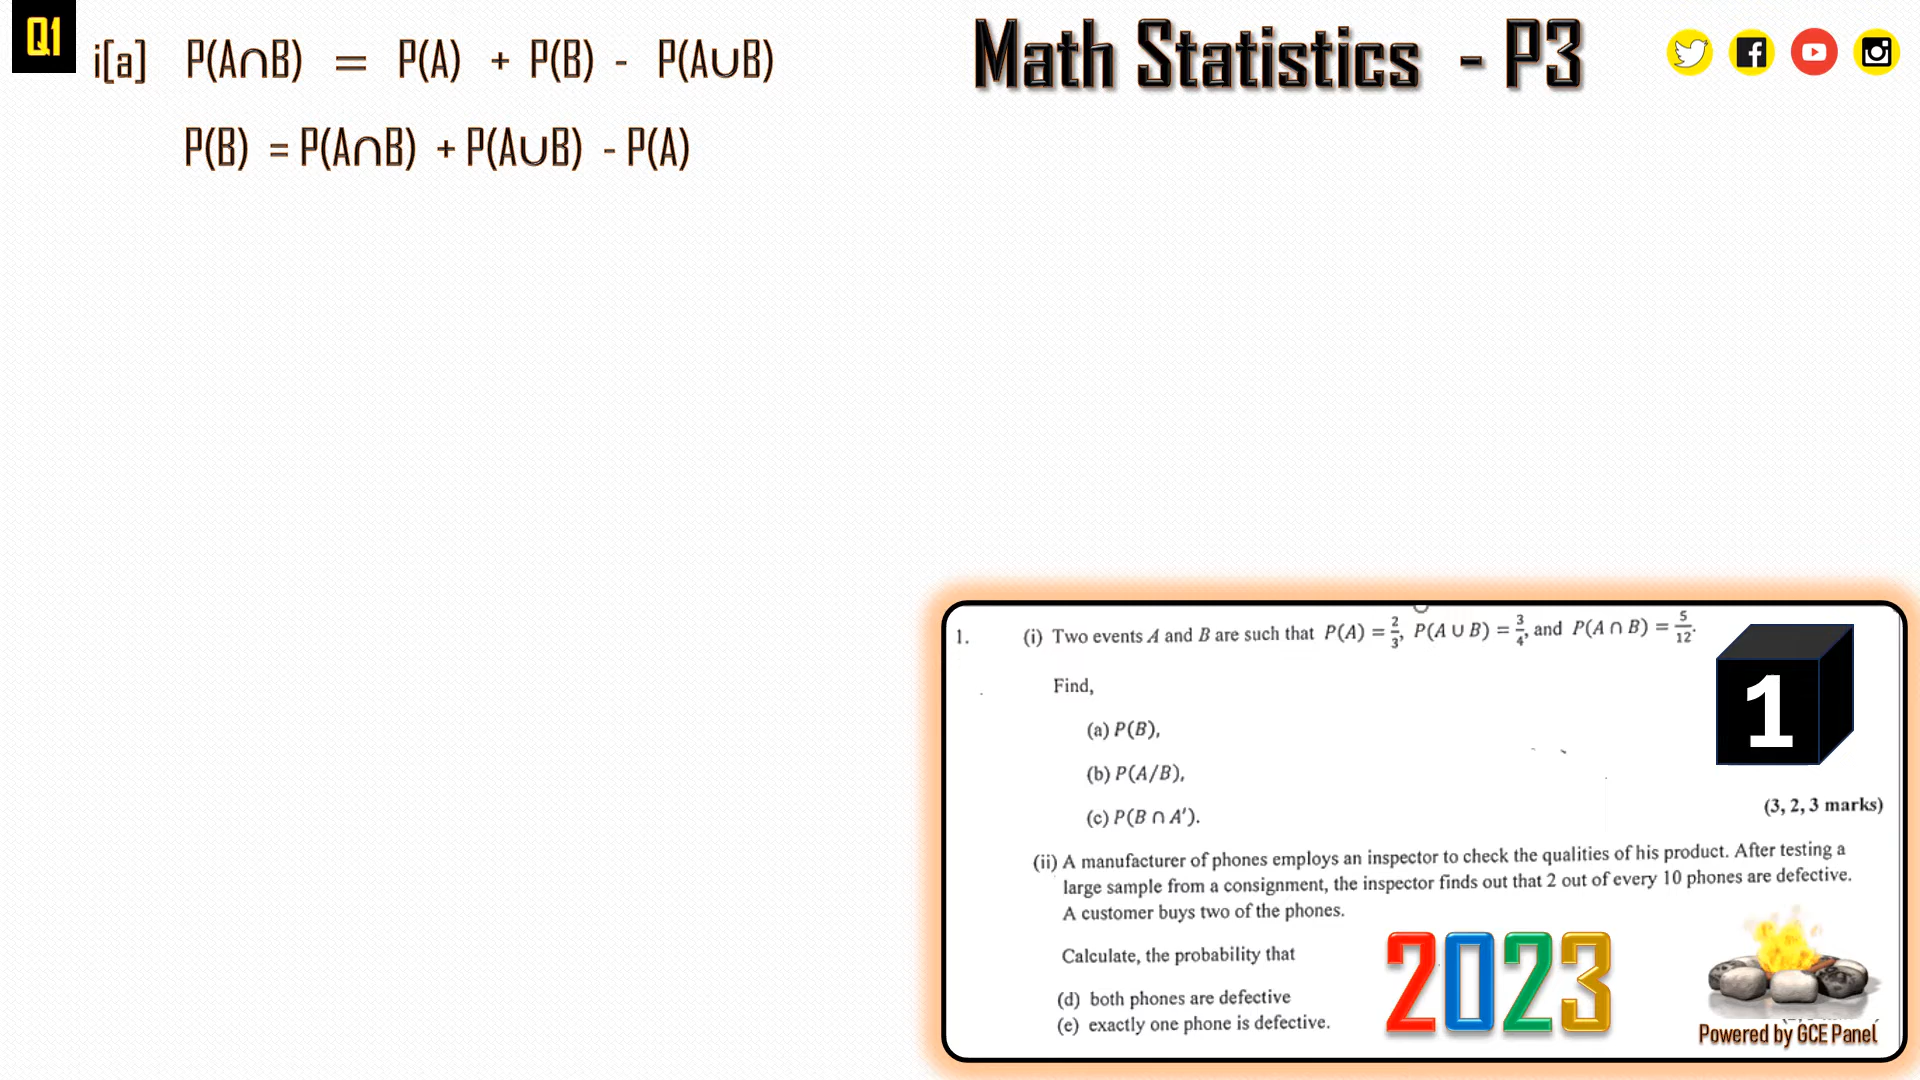 Q1
i[a] P(A∩B) = P(A) + P(B) - P(A∪B)
P(B) = P(A∩B) + P(A∪B) - P(A)
Math Statistics - P3
1. (i) Two events A and B are such that P(A) = 2/3, P(A ∪ B) = 3/4, and P(A ∩ B) = 5/12.
Find,
(a) P(B),
(b) P(A/B),
(c) P(B ∩ A′).
1
(3, 2, 3 marks)
(ii) A manufacturer of phones employs an inspector to check the qualities of his product. After testing a
large sample from a consignment, the inspector finds out that 2 out of every 10 phones are defective.
A customer buys two of the phones.
Calculate, the probability that
(d) both phones are defective
(e) exactly one phone is defective.
2023
Powered by GCE Panel